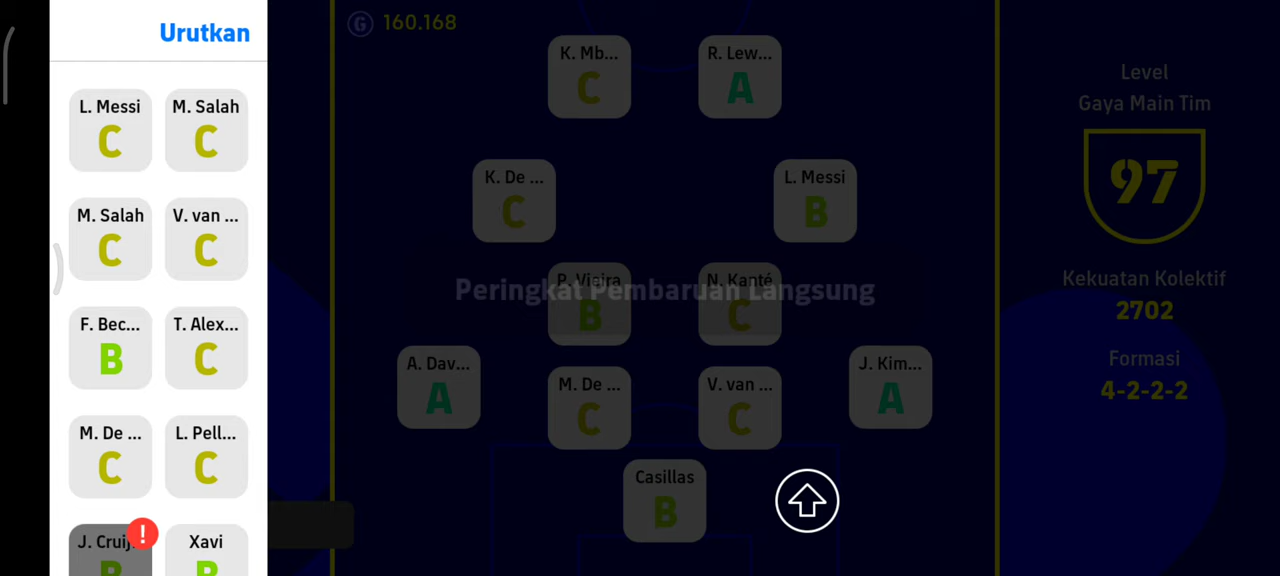 Urutkan
L. Messi
C
M. Salah
C
M. Salah
C
V. van ...
C
F. Bec...
B
T. Alex...
C
M. De ...
C
L. Pell...
C
J. Cruij...
!
B
Xavi
B
G 160.168
K. Mb...
C
R. Lew...
A
K. De ...
C
L. Messi
B
P. Vieira
B
N. Kanté
C
Peringkat Pembaruan Langsung
A. Dav...
A
M. De ...
C
V. van ...
C
J. Kim...
A
Casillas
B
Level
Gaya Main Tim
97
Kekuatan Kolektif
2702
Formasi
4-2-2-2